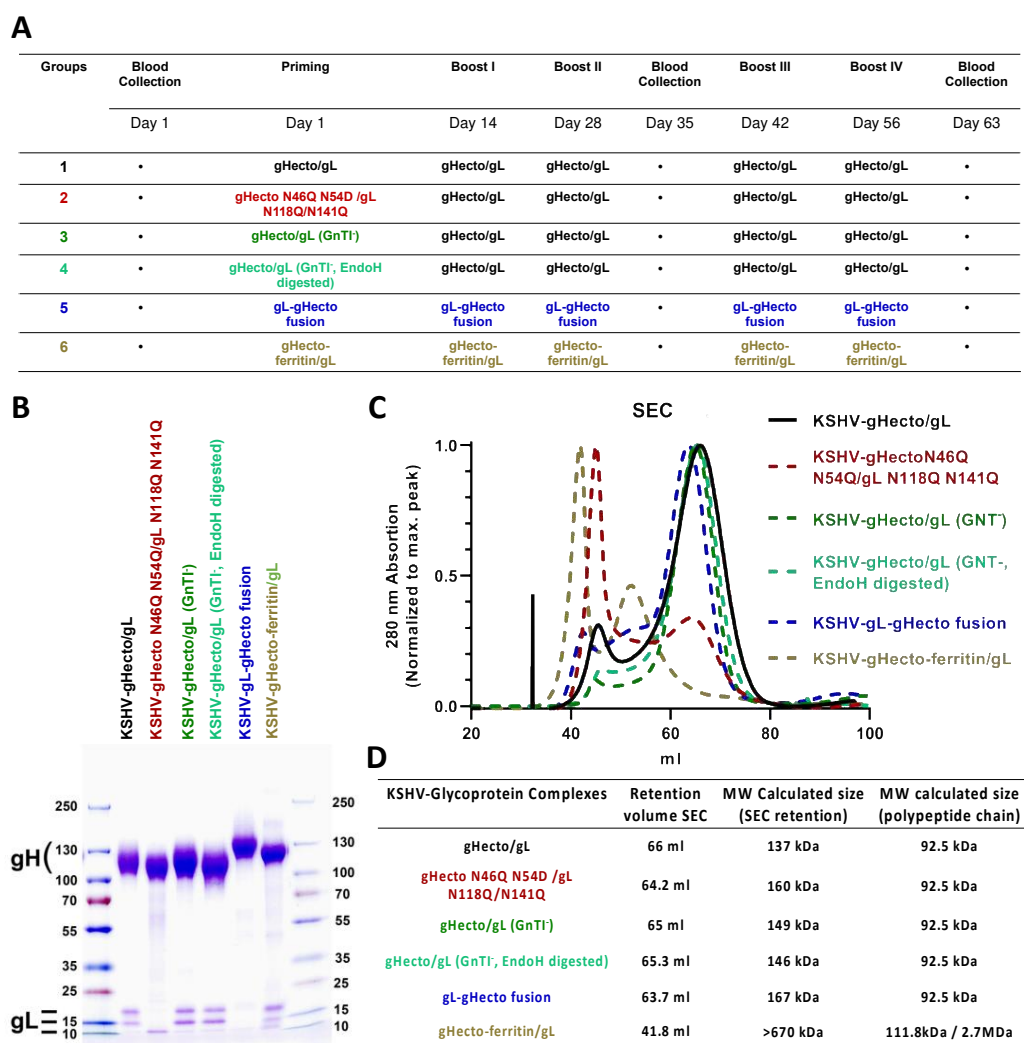 A
Groups Blood Collection Priming Boost I Boost II Blood Collection Boost III Boost IV Blood Collection
Day 1 Day 1 Day 14 Day 28 Day 35 Day 42 Day 56 Day 63
1 • gHecto/gL gHecto/gL gHecto/gL • gHecto/gL gHecto/gL •
2 • gHecto N46Q N54D /gL N118Q/N141Q gHecto/gL gHecto/gL • gHecto/gL gHecto/gL •
3 • gHecto/gL (GnTI-) gHecto/gL gHecto/gL • gHecto/gL gHecto/gL •
4 • gHecto/gL (GnTI-, EndoH digested) gHecto/gL gHecto/gL • gHecto/gL gHecto/gL •
5 • gL-gHecto fusion gL-gHecto fusion gL-gHecto fusion • gL-gHecto fusion gL-gHecto fusion •
6 • gHecto-ferritin/gL gHecto-ferritin/gL gHecto-ferritin/gL • gHecto-ferritin/gL gHecto-ferritin/gL •
B
KSHV-gHecto/gL
KSHV-gHecto N46Q N54Q/gL N118Q N141Q
KSHV-gHecto/gL (GnTI-)
KSHV-gHecto/gL (GnTI-, EndoH digested)
KSHV-gL-gHecto fusion
KSHV-gHecto-ferritin/gL
gH (
gL
250
130
100
70
55
35
25
15
10
250
130
100
70
55
35
25
15
10
C
SEC
280 nm Absortion
(Normalized to max. peak)
1.0
0.5
0.0
20 40 60 80 100
ml
KSHV-gHecto/gL
KSHV-gHectoN46Q
N54Q/gL N118Q N141Q
KSHV-gHecto/gL (GNT-)
KSHV-gHecto/gL (GNT-,
EndoH digested)
KSHV-gL-gHecto fusion
KSHV-gHecto-ferritin/gL
D
KSHV-Glycoprotein Complexes Retention volume SEC MW Calculated size (SEC retention) MW calculated size (polypeptide chain)
gHecto/gL 66 ml 137 kDa 92.5 kDa
gHecto N46Q N54D /gL N118Q/N141Q 64.2 ml 160 kDa 92.5 kDa
gHecto/gL (GnTI-) 65 ml 149 kDa 92.5 kDa
gHecto/gL (GnTI-, EndoH digested) 65.3 ml 146 kDa 92.5 kDa
gL-gHecto fusion 63.7 ml 167 kDa 92.5 kDa
gHecto-ferritin/gL 41.8 ml >670 kDa 111.8kDa / 2.7MDa